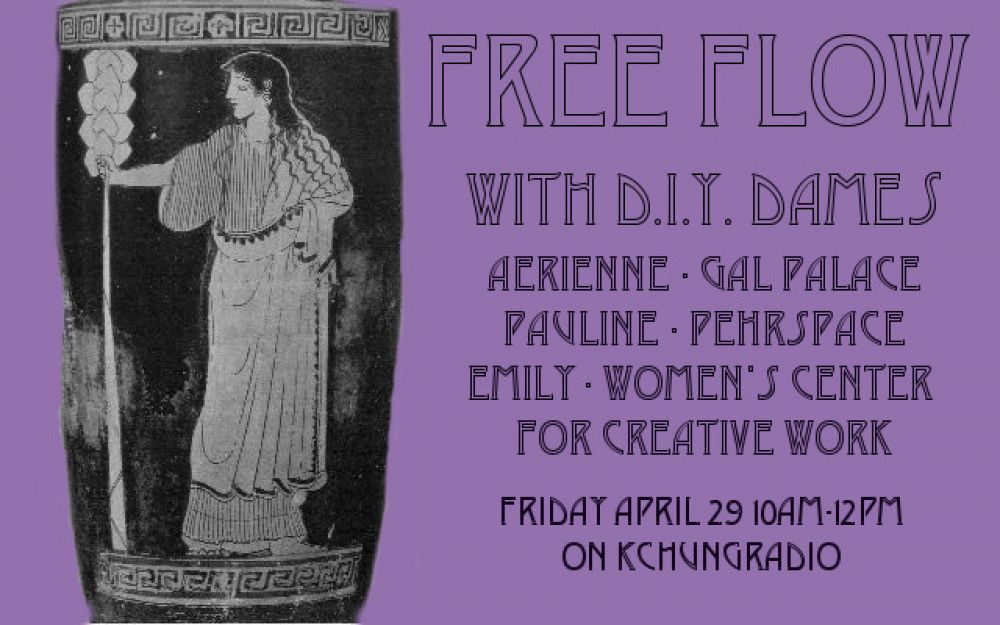 FREE FLOW
WITH D.I.Y. DAMES
AERIENNE · GAL PALACE
PAULINE · PEHRSPACE
EMILY · WOMEN'S CENTER
FOR CREATIVE WORK
FRIDAY APRIL 29 10AM-12PM
ON KCHUNGRADIO